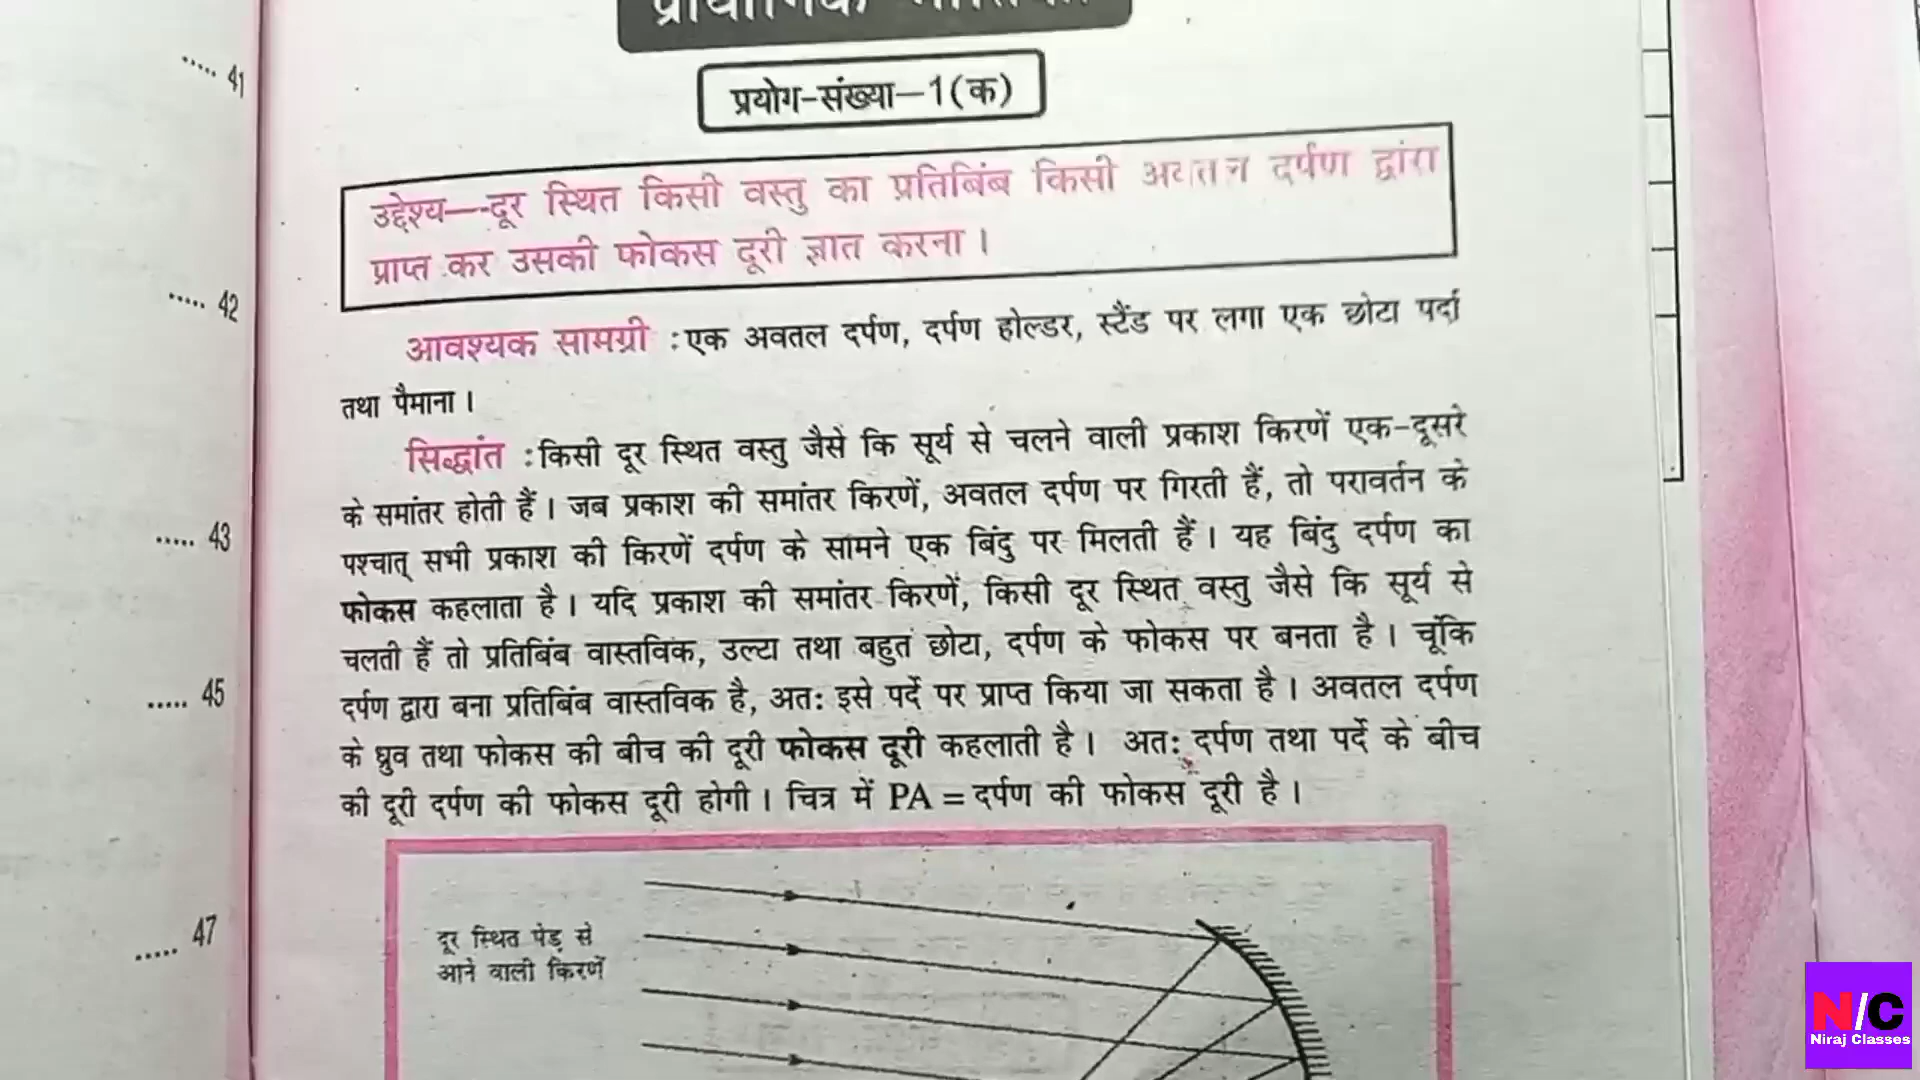 ..... 41
..... 42
..... 43
..... 45
..... 47
प्रयोग-संख्या—1(क)
उद्देश्य—दूर स्थित किसी वस्तु का प्रतिबिंब किसी अवतल दर्पण द्वारा
प्राप्त कर उसकी फोकस दूरी ज्ञात करना।
आवश्यक सामग्री : एक अवतल दर्पण, दर्पण होल्डर, स्टैंड पर लगा एक छोटा पर्दा
तथा पैमाना।
सिद्धांत : किसी दूर स्थित वस्तु जैसे कि सूर्य से चलने वाली प्रकाश किरणें एक-दूसरे
के समांतर होती हैं। जब प्रकाश की समांतर किरणें, अवतल दर्पण पर गिरती हैं, तो परावर्तन के
पश्चात् सभी प्रकाश की किरणें दर्पण के सामने एक बिंदु पर मिलती हैं। यह बिंदु दर्पण का
फोकस कहलाता है। यदि प्रकाश की समांतर किरणें, किसी दूर स्थित वस्तु जैसे कि सूर्य से
चलती हैं तो प्रतिबिंब वास्तविक, उल्टा तथा बहुत छोटा, दर्पण के फोकस पर बनता है। चूंकि
दर्पण द्वारा बना प्रतिबिंब वास्तविक है, अत: इसे पर्दे पर प्राप्त किया जा सकता है। अवतल दर्पण
के ध्रुव तथा फोकस की बीच की दूरी फोकस दूरी कहलाती है। अत: दर्पण तथा पर्दे के बीच
की दूरी दर्पण की फोकस दूरी होगी। चित्र में PA = दर्पण की फोकस दूरी है।
दूर स्थित पेड़ से
आने वाली किरणें
N/C
Niraj Classes